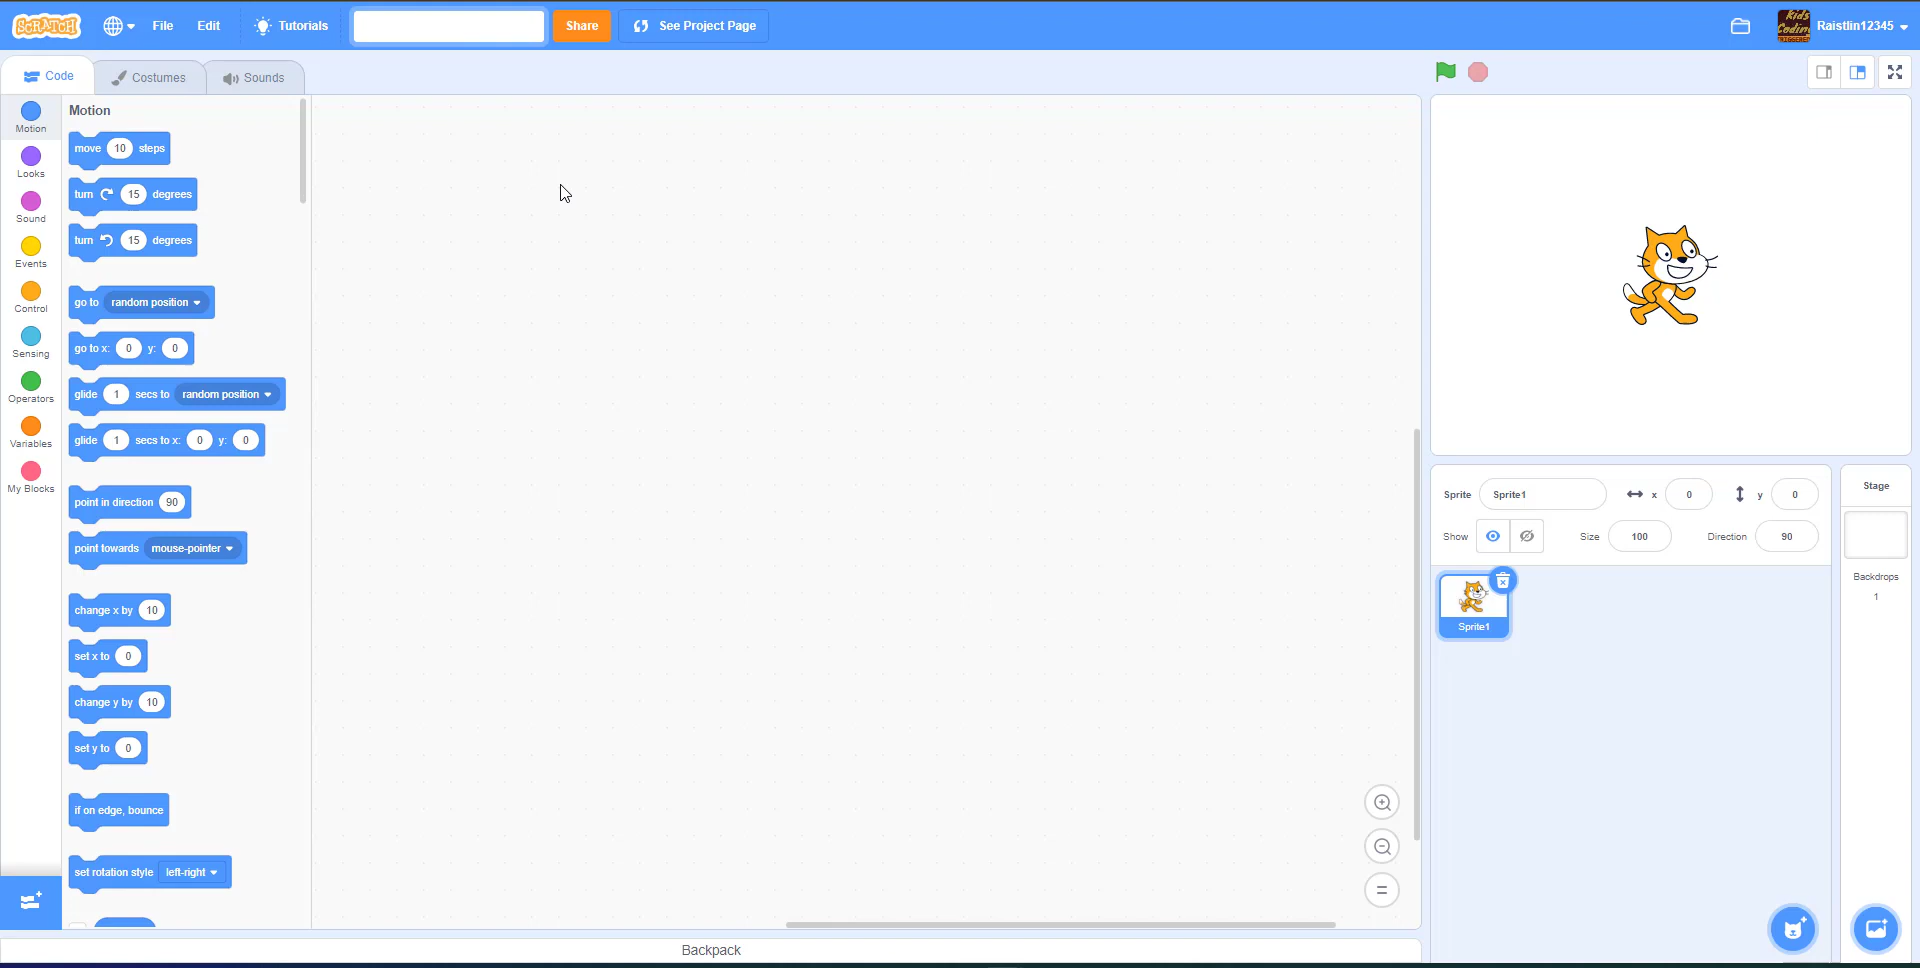 SCRATCH File Edit Tutorials Share See Project Page Raistlin12345
Kids
Coding
TRIGGERED
Code Costumes Sounds
Motion
Looks
Sound
Events
Control
Sensing
Operators
Variables
My Blocks
Motion
move 10 steps
turn 15 degrees
turn 15 degrees
go to random position
go to x: 0 y: 0
glide 1 secs to random position
glide 1 secs to x: 0 y: 0
point in direction 90
point towards mouse-pointer
change x by 10
set x to 0
change y by 10
set y to 0
if on edge, bounce
set rotation style left-right
Backpack
Sprite Sprite1 x 0 y 0
Show Size 100 Direction 90
Sprite1
Stage
Backdrops
1